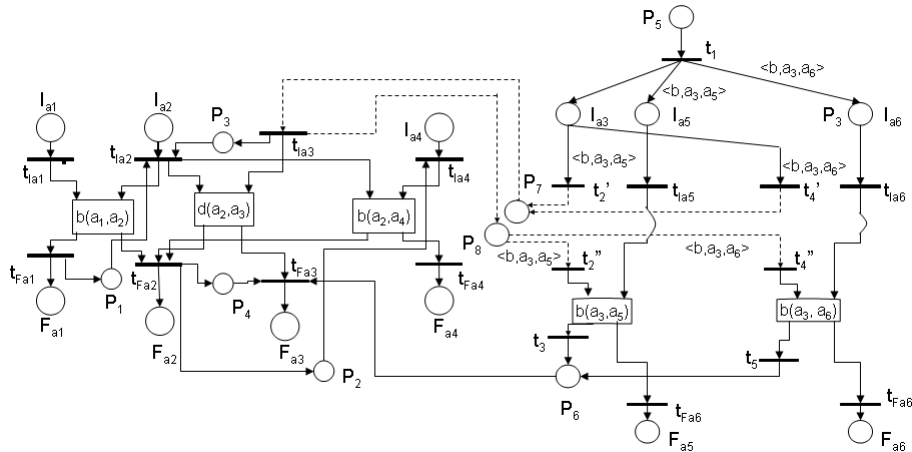 P5
t1
<b,a3,a6>
<b,a3,a5>
Ia1
Ia2
P3
tIa3
Ia4
Ia3
Ia5
P3
Ia6
tIa1
tIa2
tIa4
<b,a3,a5>
<b,a3,a6>
P7
t2'
tIa5
t4'
tIa6
b(a1,a2)
d(a2,a3)
b(a2,a4)
P8
<b,a3,a5>
<b,a3,a6>
t2"
t4"
tFa1
P1
tFa2
P4
tFa3
tFa4
b(a3,a5)
b(a3, a6)
Fa1
Fa2
Fa3
Fa4
P2
t3
t5
P6
tFa6
tFa6
Fa5
Fa6